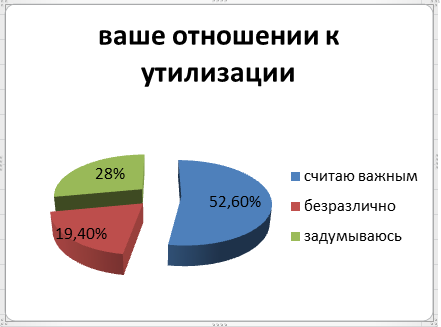 ваше отношении к
утилизации
28%
52,60%
19,40%
считаю важным
безразлично
задумываюсь